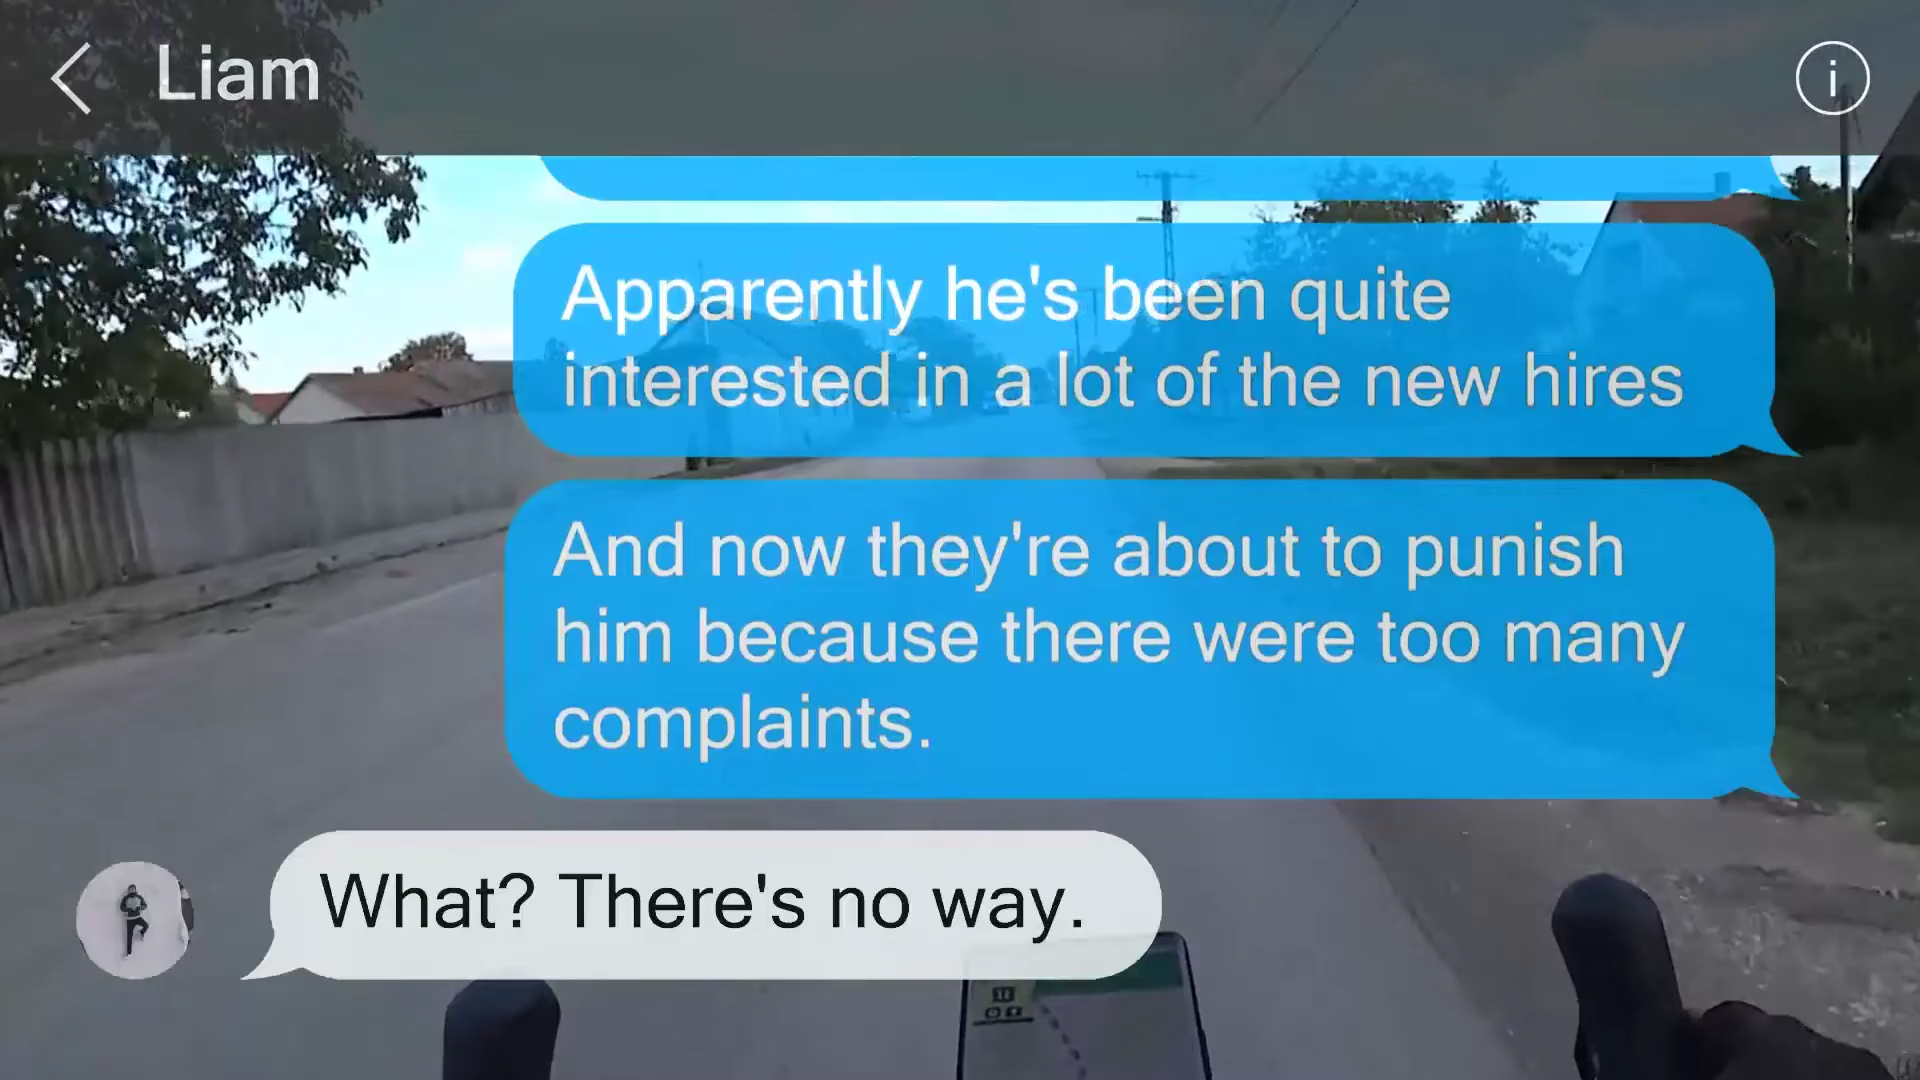 Liam
Apparently he's been quite
interested in a lot of the new hires
And now they're about to punish
him because there were too many
complaints.
What? There's no way.